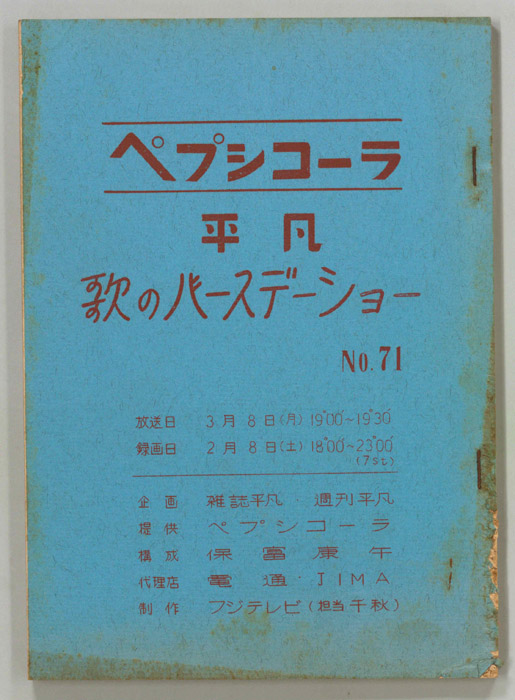 ペプシコーラ
平凡
歌のバースデーショー
No.71
放送日 3月8日(月) 19°00′~19°30′
録画日 2月8日(土) 18°00′~23°00′
(7st)
企画 雑誌平凡・週刊平凡
提供 ペプシコーラ
構成 保富康午
代理店 電通・JIMA
制作 フジテレビ(担当千秋)